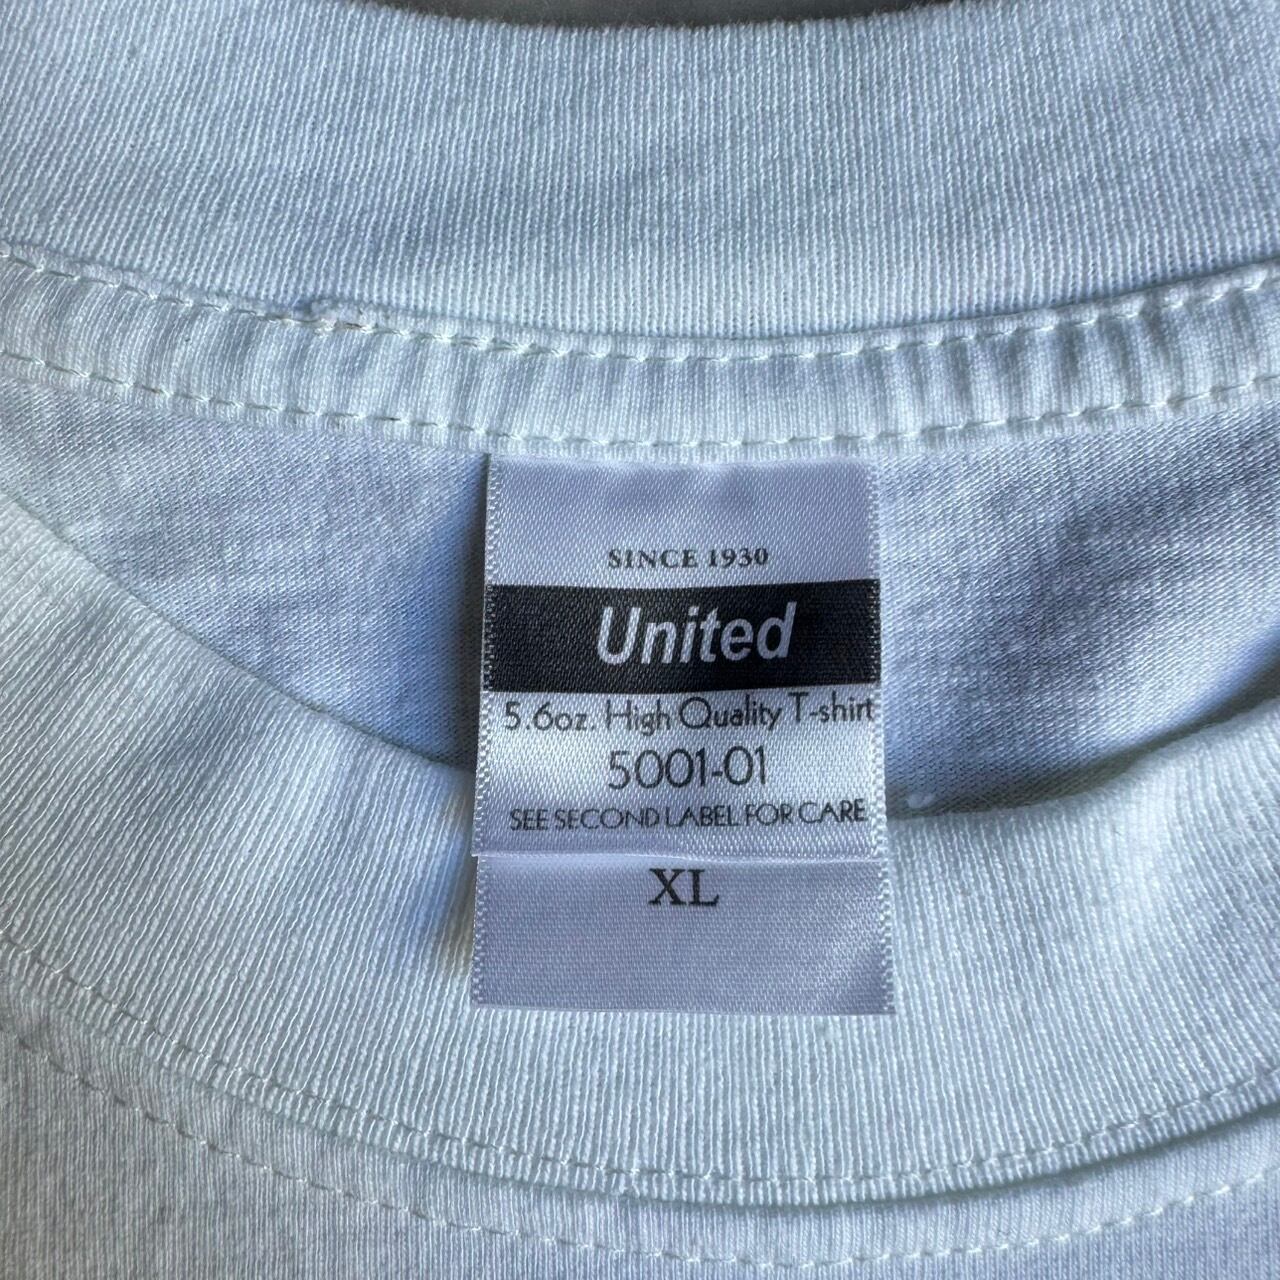 SINCE 1930
United
5.6oz. High Quality T-shirt
5001-01
SEE SECOND LABEL FOR CARE
XL